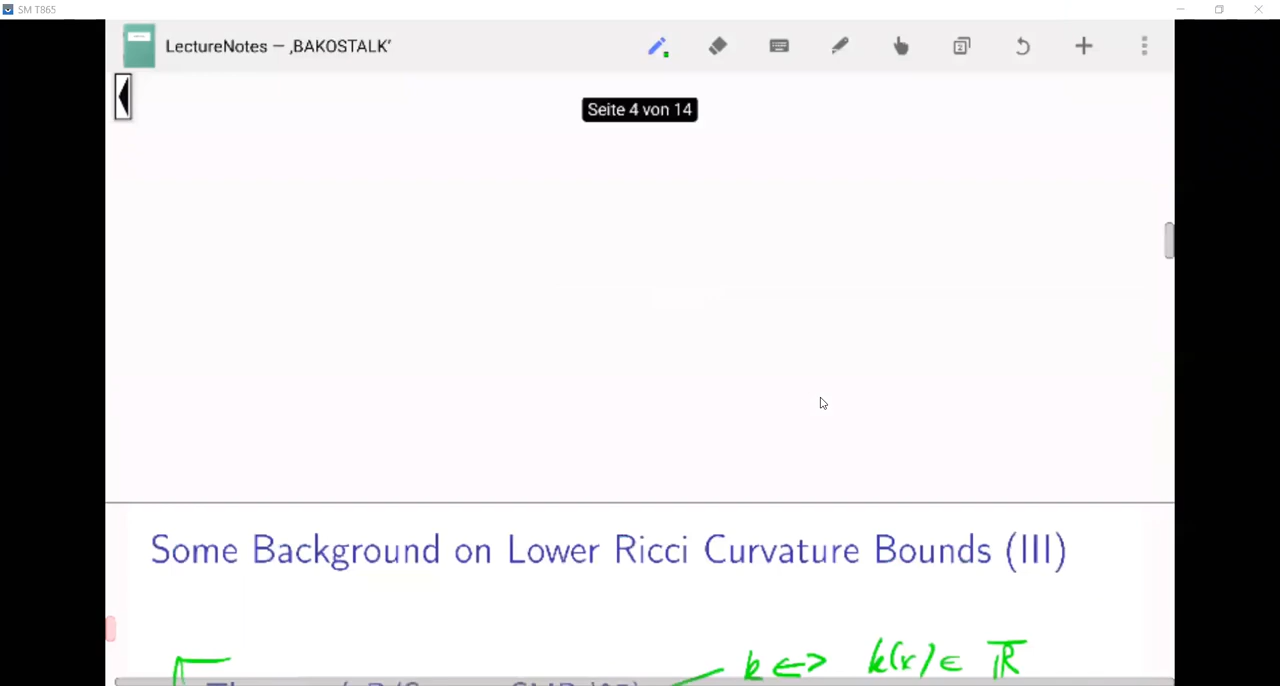 SM T865
LectureNotes – ‚BAKOSTALK‘
Seite 4 von 14
Some Background on Lower Ricci Curvature Bounds (III)
k ↔ k(x) ∈ ℝ